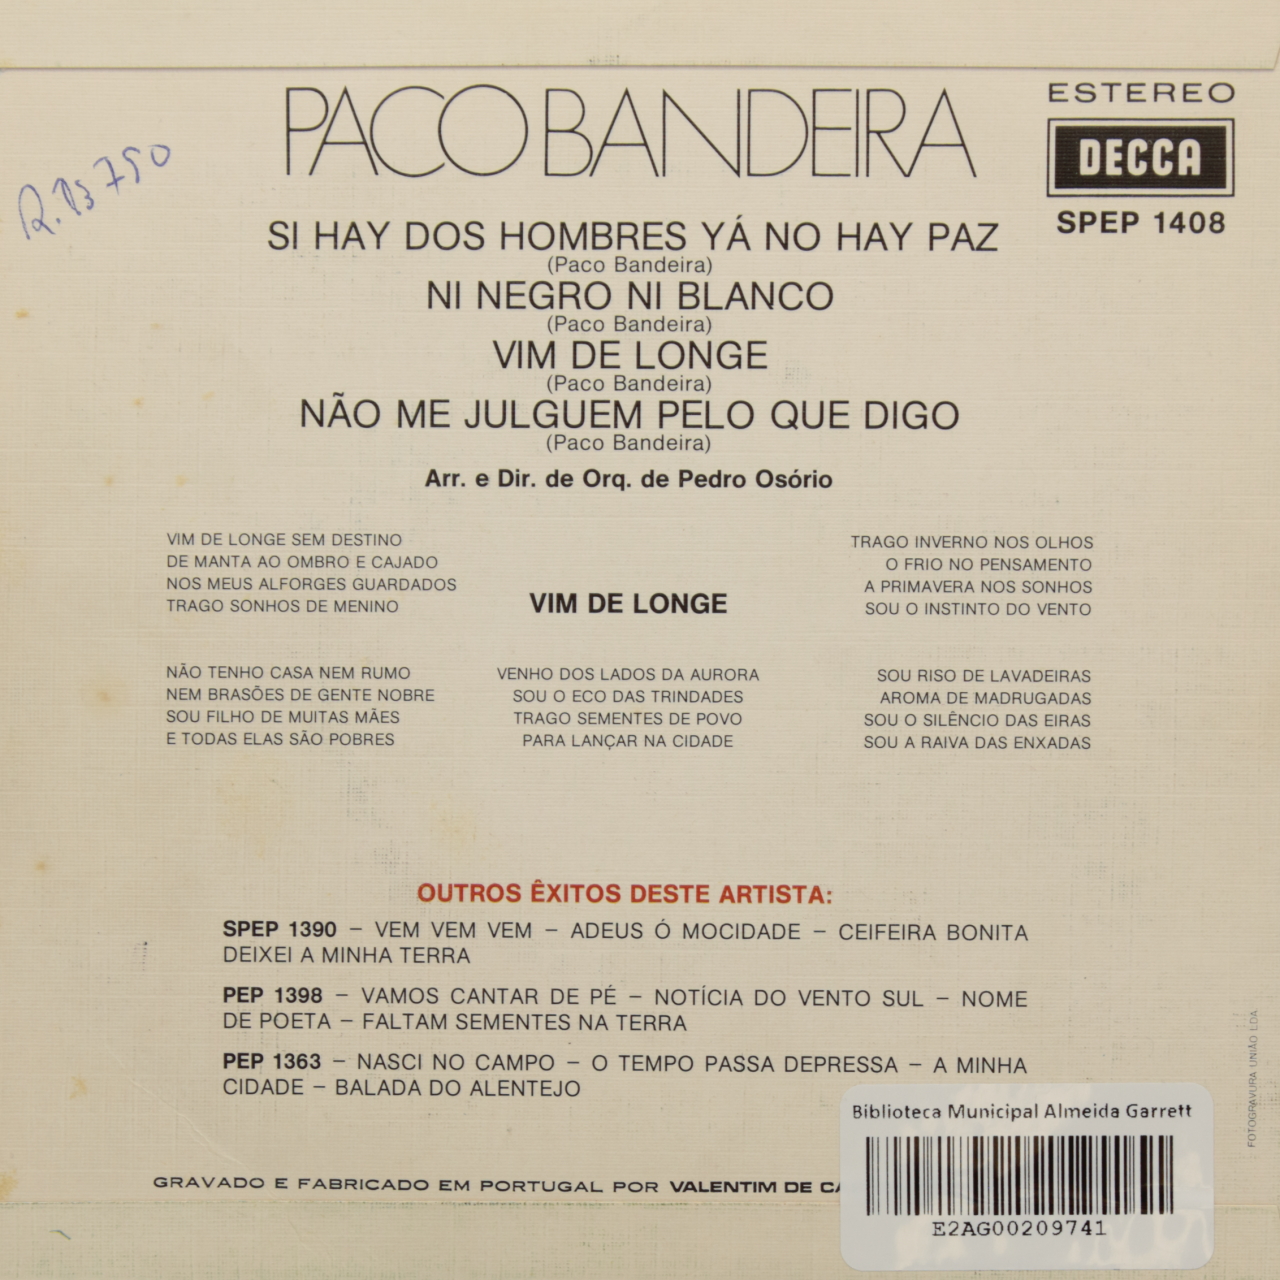 PACO BANDEIRA
ESTEREO
DECCA
SPEP 1408
SI HAY DOS HOMBRES YÁ NO HAY PAZ
(Paco Bandeira)
NI NEGRO NI BLANCO
(Paco Bandeira)
VIM DE LONGE
(Paco Bandeira)
NÃO ME JULGUEM PELO QUE DIGO
(Paco Bandeira)
Arr. e Dir. de Orq. de Pedro Osório
VIM DE LONGE SEM DESTINO
DE MANTA AO OMBRO E CAJADO
NOS MEUS ALFORGES GUARDADOS
TRAGO SONHOS DE MENINO
VIM DE LONGE
TRAGO INVERNO NOS OLHOS
O FRIO NO PENSAMENTO
A PRIMAVERA NOS SONHOS
SOU O INSTINTO DO VENTO
NÃO TENHO CASA NEM RUMO
NEM BRASÕES DE GENTE NOBRE
SOU FILHO DE MUITAS MÃES
E TODAS ELAS SÃO POBRES
VENHO DOS LADOS DA AURORA
SOU O ECO DAS TRINDADES
TRAGO SEMENTES DE POVO
PARA LANÇAR NA CIDADE
SOU RISO DE LAVADEIRAS
AROMA DE MADRUGADAS
SOU O SILÊNCIO DAS EIRAS
SOU A RAIVA DAS ENXADAS
OUTROS ÊXITOS DESTE ARTISTA:
SPEP 1390 – VEM VEM VEM – ADEUS Ó MOCIDADE – CEIFEIRA BONITA
DEIXEI A MINHA TERRA
PEP 1398 – VAMOS CANTAR DE PÉ – NOTÍCIA DO VENTO SUL – NOME
DE POETA – FALTAM SEMENTES NA TERRA
PEP 1363 – NASCI NO CAMPO – O TEMPO PASSA DEPRESSA – A MINHA
CIDADE – BALADA DO ALENTEJO
GRAVADO E FABRICADO EM PORTUGAL POR VALENTIM DE
FOTOGRAVURA UNIÃO LDA.
Biblioteca Municipal Almeida Garrett
E2AG00209741